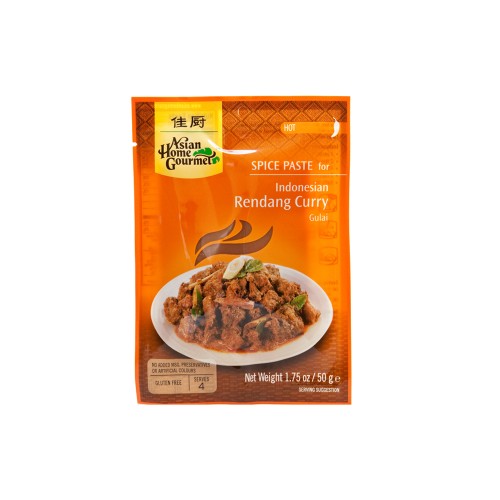 佳厨
Asian
Home
Gourmet
HOT
SPICE PASTE for
Indonesian
Rendang Curry
Gulai
NO ADDED MSG, PRESERVATIVES
OR ARTIFICIAL COLOURS
GLUTEN FREE
SERVES
4
Net Weight 1.75 oz / 50 g e
SERVING SUGGESTION